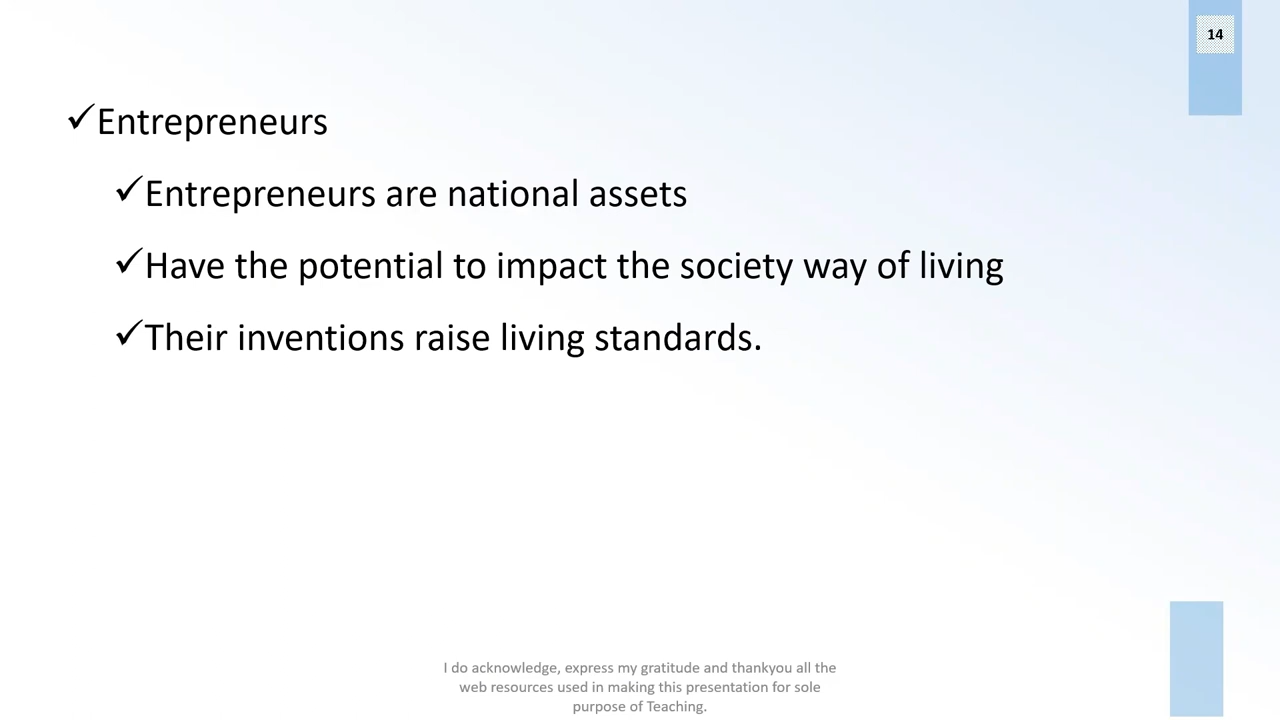 14
✓Entrepreneurs
✓Entrepreneurs are national assets
✓Have the potential to impact the society way of living
✓Their inventions raise living standards.
I do acknowledge, express my gratitude and thankyou all the
web resources used in making this presentation for sole
purpose of Teaching.